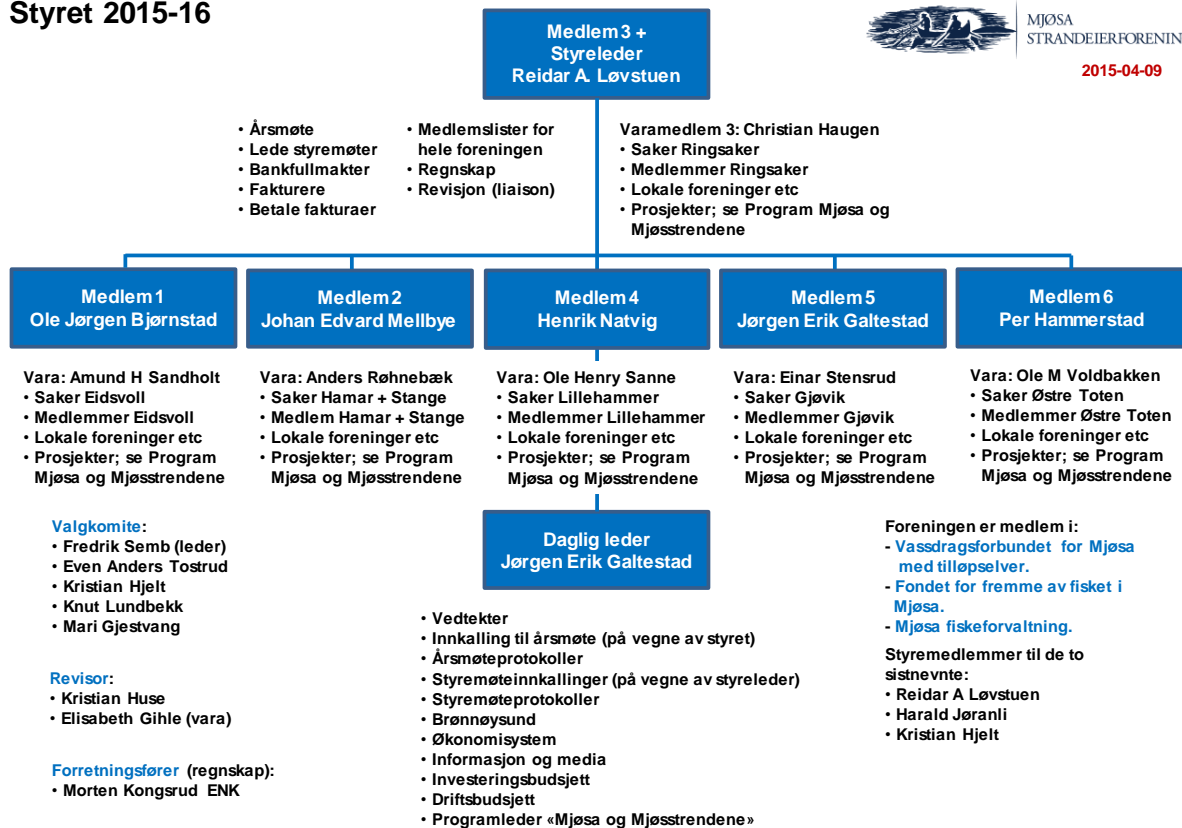 Styret 2015-16
MJØSA
STRANDEIERFORENIN
2015-04-09
Medlem 3 +
Styreleder
Reidar A. Løvstuen
• Årsmøte
• Lede styremøter
• Bankfullmakter
• Fakturere
• Betale fakturaer
• Medlemslister for
hele foreningen
• Regnskap
• Revisjon (liaison)
Varamedlem 3: Christian Haugen
• Saker Ringsaker
• Medlemmer Ringsaker
• Lokale foreninger etc
• Prosjekter; se Program Mjøsa og
Mjøsstrendene
Medlem 1
Ole Jørgen Bjørnstad
Medlem 2
Johan Edvard Mellbye
Medlem 4
Henrik Natvig
Medlem 5
Jørgen Erik Galtestad
Medlem 6
Per Hammerstad
Vara: Amund H Sandholt
• Saker Eidsvoll
• Medlemmer Eidsvoll
• Lokale foreninger etc
• Prosjekter; se Program
Mjøsa og Mjøsstrendene
Vara: Anders Røhnebæk
• Saker Hamar + Stange
• Medlem Hamar + Stange
• Lokale foreninger etc
• Prosjekter; se Program
Mjøsa og Mjøsstrendene
Vara: Ole Henry Sanne
• Saker Lillehammer
• Medlemmer Lillehammer
• Lokale foreninger etc
• Prosjekter; se Program
Mjøsa og Mjøsstrendene
Vara: Einar Stensrud
• Saker Gjøvik
• Medlemmer Gjøvik
• Lokale foreninger etc
• Prosjekter; se Program
Mjøsa og Mjøsstrendene
Vara: Ole M Voldbakken
• Saker Østre Toten
• Medlemmer Østre Toten
• Lokale foreninger etc
• Prosjekter; se Program
Mjøsa og Mjøsstrendene
Valgkomite:
• Fredrik Semb (leder)
• Even Anders Tostrud
• Kristian Hjelt
• Knut Lundbekk
• Mari Gjestvang
Revisor:
• Kristian Huse
• Elisabeth Gihle (vara)
Forretningsfører (regnskap):
• Morten Kongsrud ENK
Daglig leder
Jørgen Erik Galtestad
• Vedtekter
• Innkalling til årsmøte (på vegne av styret)
• Årsmøteprotokoller
• Styremøteinnkallinger (på vegne av styreleder)
• Styremøteprotokoller
• Brønnøysund
• Økonomisystem
• Informasjon og media
• Investeringsbudsjett
• Driftsbudsjett
• Programleder «Mjøsa og Mjøsstrendene»
Foreningen er medlem i:
- Vassdragsforbundet for Mjøsa
med tilløpselver.
- Fondet for fremme av fisket i
Mjøsa.
- Mjøsa fiskeforvaltning.
Styremedlemmer til de to
sistnevnte:
• Reidar A Løvstuen
• Harald Jøranli
• Kristian Hjelt